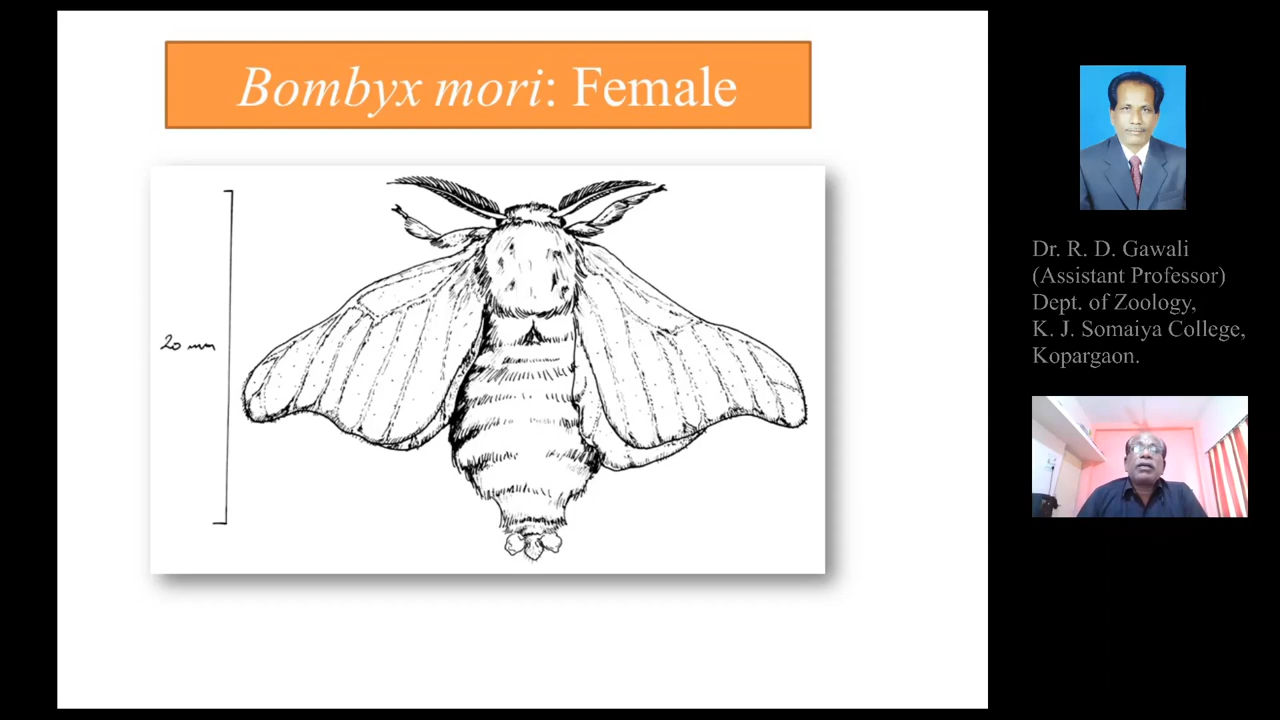 Bombyx mori: Female
20 mm
Dr. R. D. Gawali
(Assistant Professor)
Dept. of Zoology,
K. J. Somaiya College,
Kopargaon.